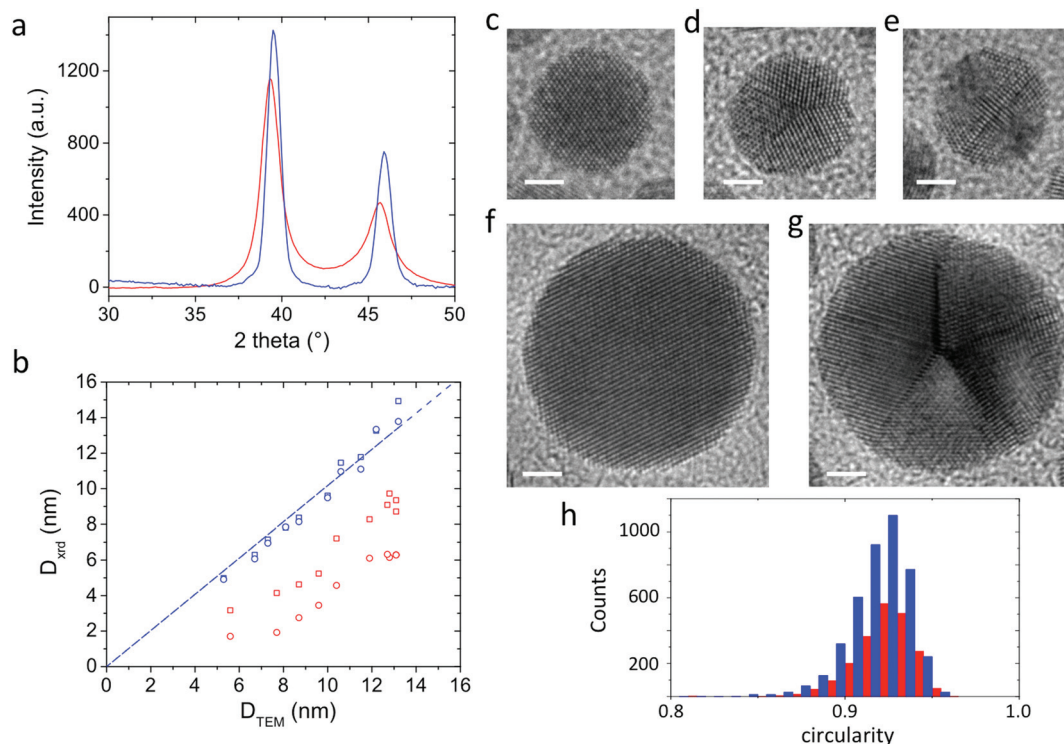 a
Intensity (a.u.)
1200
800
400
0
30 35 40 45 50
2 theta (°)
b
D_xrd (nm)
16
14
12
10
8
6
4
2
0
0 2 4 6 8 10 12 14 16
D_TEM (nm)
c
d
e
f
g
h
Counts
1000
600
200
0.8 0.9 1.0
circularity